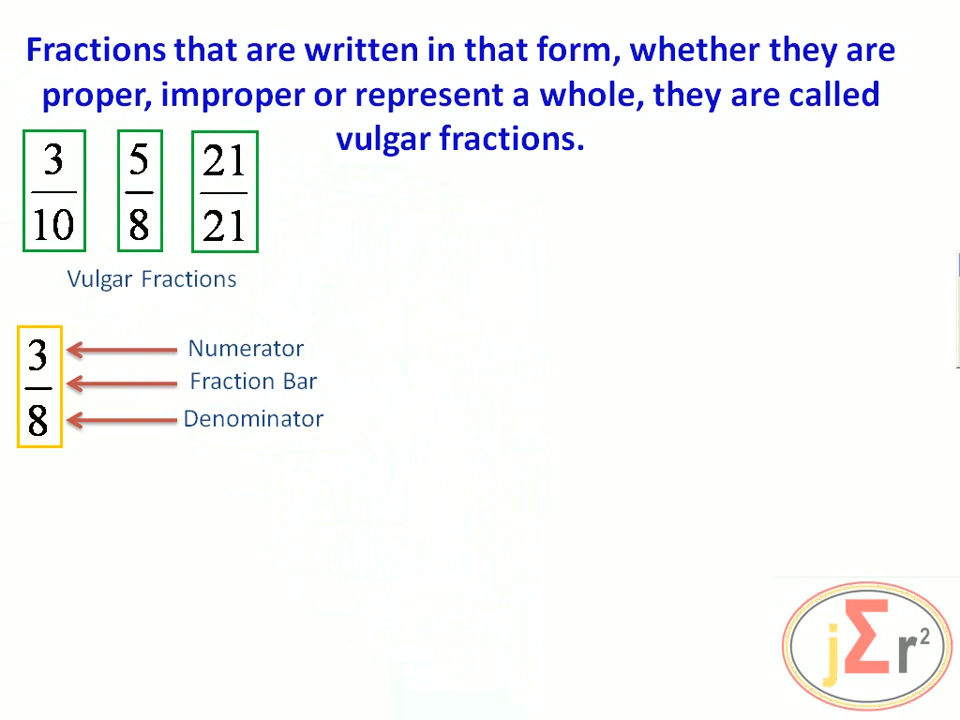 Fractions that are written in that form, whether they are
proper, improper or represent a whole, they are called
vulgar fractions.
3 5 21
10 8 21
Vulgar Fractions
3 Numerator
Fraction Bar
8 Denominator
jΣr²